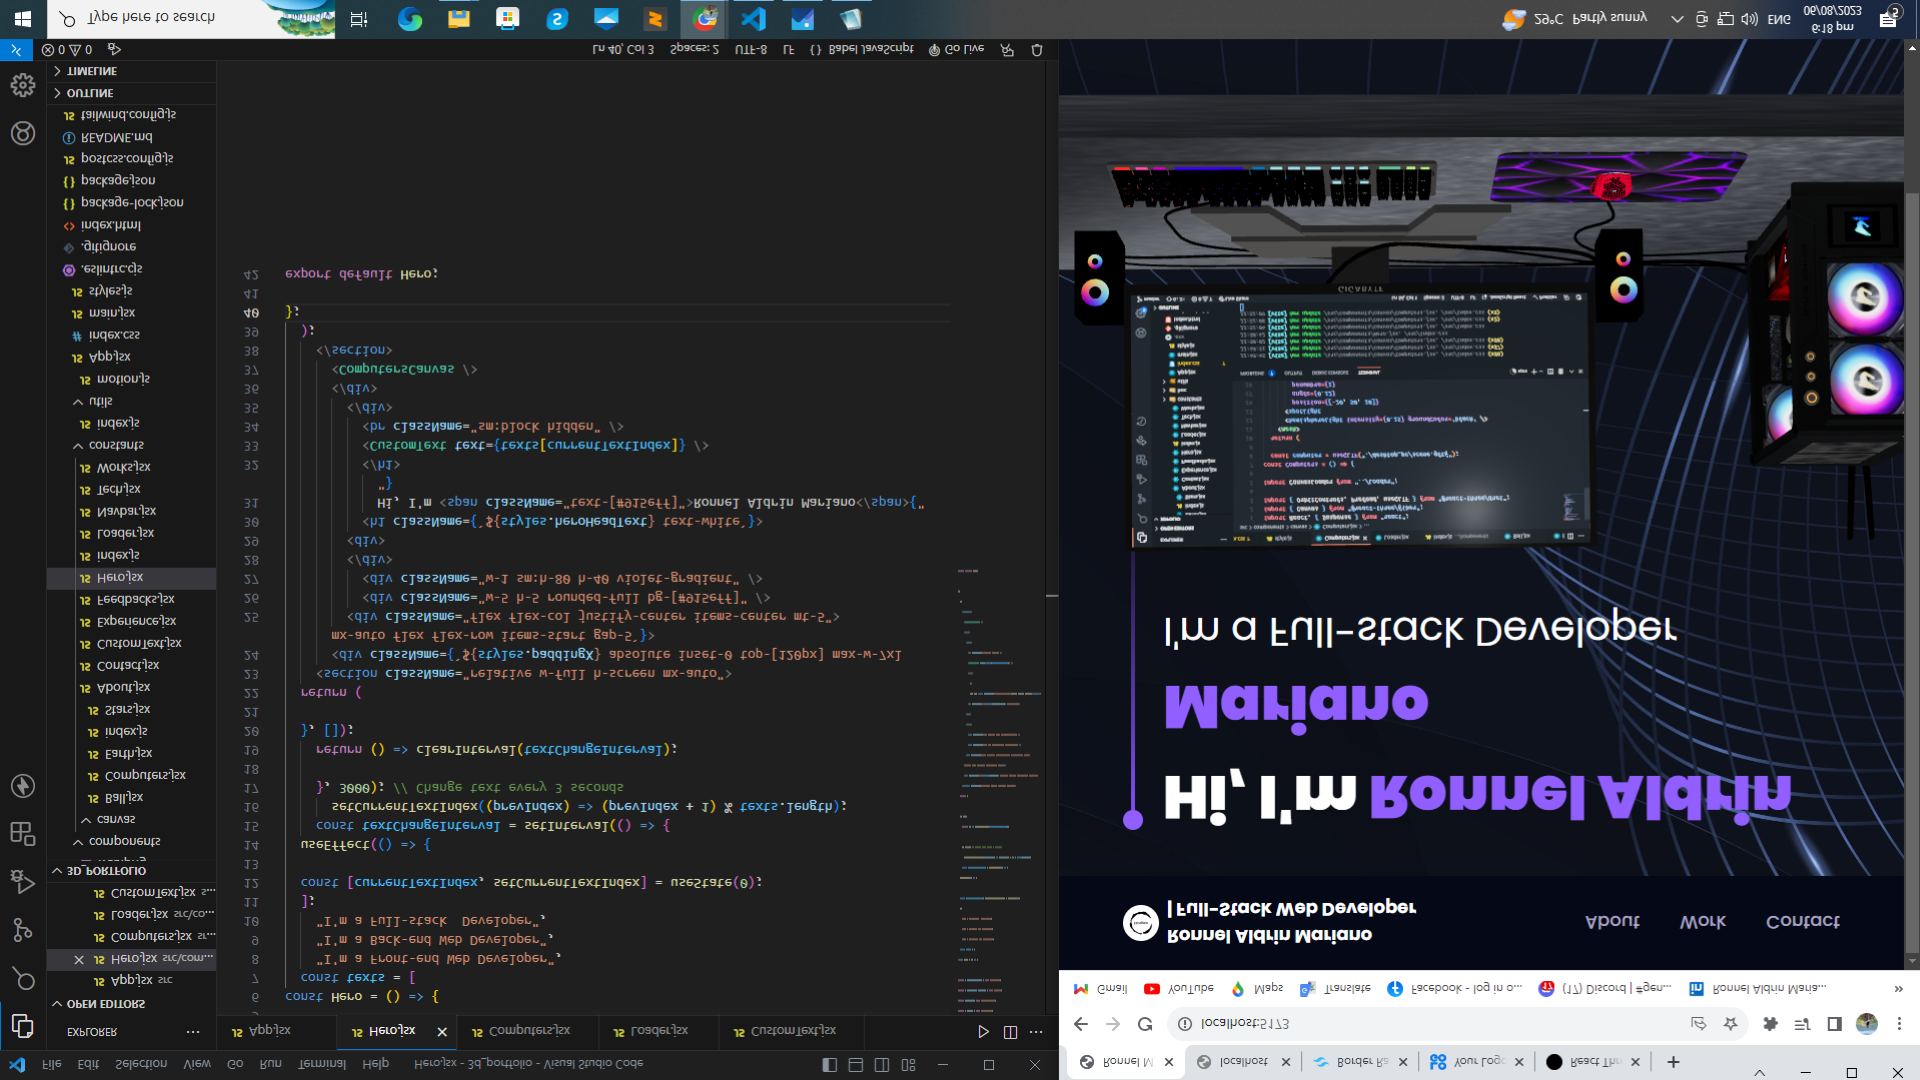 File Edit Selection View Go Run Terminal Help Hero.jsx - 3d_portfolio - Visual Studio Code
EXPLORER ...
OPEN EDITORS
App.jsx src
Hero.jsx src\com...
Computers.jsx sr...
Loader.jsx src\co...
CustomText.jsx s...
3D_PORTFOLIO
components
canvas
Ball.jsx
Computers.jsx
Earth.jsx
index.js
Stars.jsx
About.jsx
Contact.jsx
CustomText.jsx
Experience.jsx
Feedbacks.jsx
Hero.jsx
index.js
Loader.jsx
Navbar.jsx
Tech.jsx
Works.jsx
constants
index.js
utils
motion.js
App.jsx
index.css
main.jsx
styles.js
.eslintrc.cjs
.gitignore
index.html
package-lock.json
package.json
postcss.config.js
README.md
tailwind.config.js
OUTLINE
TIMELINE
App.jsx Hero.jsx Computers.jsx Loader.jsx CustomText.jsx
6 const Hero = () => {
7 const texts = [
8 "I'm a Front-end Web Developer",
9 "I'm a Back-end Web Developer",
10 "I'm a Full-stack  Developer",
11 ];
12 const [currentTextIndex, setCurrentTextIndex] = useState(0);
13
14 useEffect(() => {
15 const textChangeInterval = setInterval(() => {
16 setCurrentTextIndex((prevIndex) => (prevIndex + 1) % texts.length);
17 }, 3000); // Change text every 3 seconds
18
19 return () => clearInterval(textChangeInterval);
20 }, []);
21
22 return (
23 <section className="relative w-full h-screen mx-auto">
24 <div className={`${styles.paddingX} absolute inset-0 top-[120px] max-w-7xl
mx-auto flex flex-row items-start gap-5`}>
25 <div className="flex flex-col justify-center items-center mt-5">
26 <div className="w-5 h-5 rounded-full bg-[#915eff]" />
27 <div className="w-1 sm:h-80 h-40 violet-gradient" />
28 </div>
29 <div>
30 <h1 className={`${styles.heroHeadText} text-white`}>
31 Hi, I'm <span className="text-[#915eff]">Ronnel Aldrin Mariano</span>{"
"}
32 </h1>
33 <CustomText text={texts[currentTextIndex]} />
34 <br className="sm:block hidden" />
35 </div>
36 </div>
37 <ComputersCanvas />
38 </section>
39 );
40 };
41
42 export default Hero;
0 0 Ln 40, Col 3 Spaces: 2 UTF-8 LF {} Babel JavaScript Go Live
Ronnel M localhost Border Ra Your Logo React Thr
localhost:5173
Gmail YouTube Maps Translate Facebook - log in o... (17) Discord | #gen... Ronnel Aldrin Maria... »
Ronnel Aldrin Mariano
| Full-Stack Web Developer
About Work Contact
Hi, I'm Ronnel Aldrin
Mariano
I'm a Full-stack Developer
GIGABYTE
Type here to search
29°C Partly sunny ENG
6:18 pm
06/08/2023
5